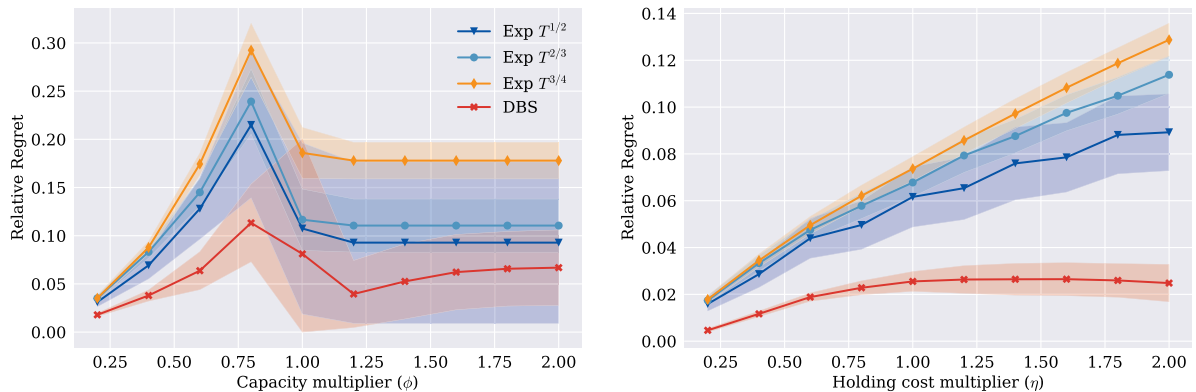 Relative Regret
0.30
0.25
0.20
0.15
0.10
0.05
0.00
Exp T^{1/2}
Exp T^{2/3}
Exp T^{3/4}
DBS
0.25 0.50 0.75 1.00 1.25 1.50 1.75 2.00
Capacity multiplier (ϕ)
Relative Regret
0.14
0.12
0.10
0.08
0.06
0.04
0.02
0.00
0.25 0.50 0.75 1.00 1.25 1.50 1.75 2.00
Holding cost multiplier (η)